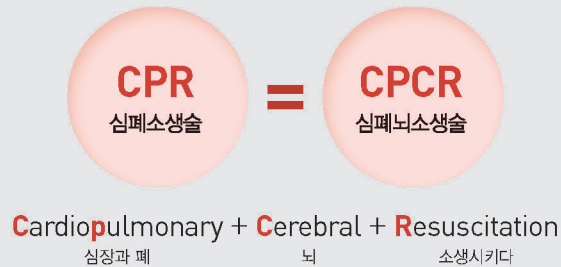 CPR = CPCR
심폐소생술 심폐뇌소생술
Cardiopulmonary + Cerebral + Resuscitation
심장과 폐 뇌 소생시키다